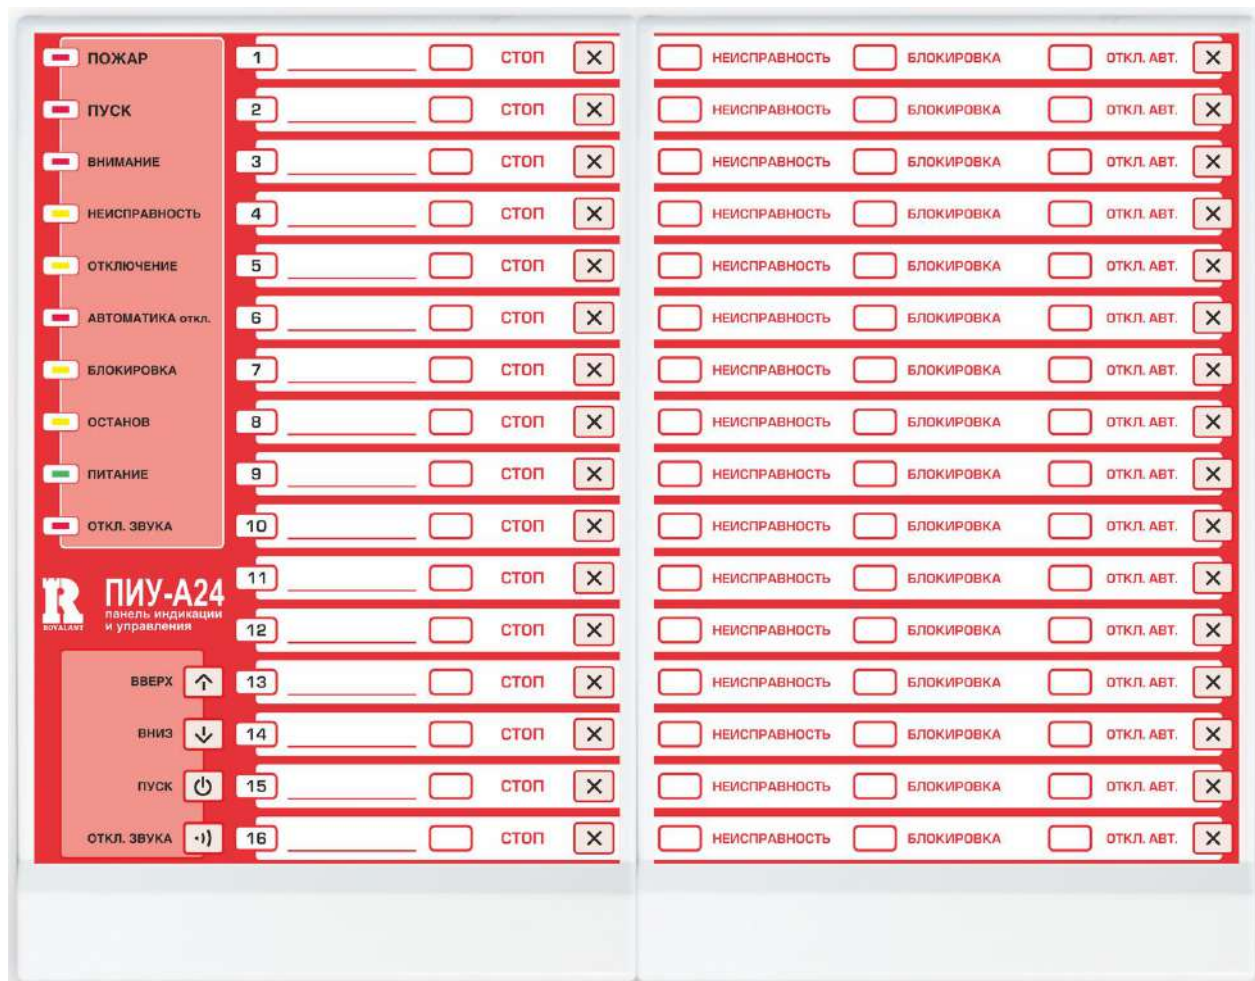 ПОЖАР 1 СТОП НЕИСПРАВНОСТЬ БЛОКИРОВКА ОТКЛ. АВТ.
ПУСК 2 СТОП НЕИСПРАВНОСТЬ БЛОКИРОВКА ОТКЛ. АВТ.
ВНИМАНИЕ 3 СТОП НЕИСПРАВНОСТЬ БЛОКИРОВКА ОТКЛ. АВТ.
НЕИСПРАВНОСТЬ 4 СТОП НЕИСПРАВНОСТЬ БЛОКИРОВКА ОТКЛ. АВТ.
ОТКЛЮЧЕНИЕ 5 СТОП НЕИСПРАВНОСТЬ БЛОКИРОВКА ОТКЛ. АВТ.
АВТОМАТИКА откл. 6 СТОП НЕИСПРАВНОСТЬ БЛОКИРОВКА ОТКЛ. АВТ.
БЛОКИРОВКА 7 СТОП НЕИСПРАВНОСТЬ БЛОКИРОВКА ОТКЛ. АВТ.
ОСТАНОВ 8 СТОП НЕИСПРАВНОСТЬ БЛОКИРОВКА ОТКЛ. АВТ.
ПИТАНИЕ 9 СТОП НЕИСПРАВНОСТЬ БЛОКИРОВКА ОТКЛ. АВТ.
ОТКЛ. ЗВУКА 10 СТОП НЕИСПРАВНОСТЬ БЛОКИРОВКА ОТКЛ. АВТ.
11 СТОП НЕИСПРАВНОСТЬ БЛОКИРОВКА ОТКЛ. АВТ.
R ПИУ-А24
панель индикации
ROYALANT и управления
12 СТОП НЕИСПРАВНОСТЬ БЛОКИРОВКА ОТКЛ. АВТ.
ВВЕРХ 13 СТОП НЕИСПРАВНОСТЬ БЛОКИРОВКА ОТКЛ. АВТ.
ВНИЗ 14 СТОП НЕИСПРАВНОСТЬ БЛОКИРОВКА ОТКЛ. АВТ.
ПУСК 15 СТОП НЕИСПРАВНОСТЬ БЛОКИРОВКА ОТКЛ. АВТ.
ОТКЛ. ЗВУКА 16 СТОП НЕИСПРАВНОСТЬ БЛОКИРОВКА ОТКЛ. АВТ.